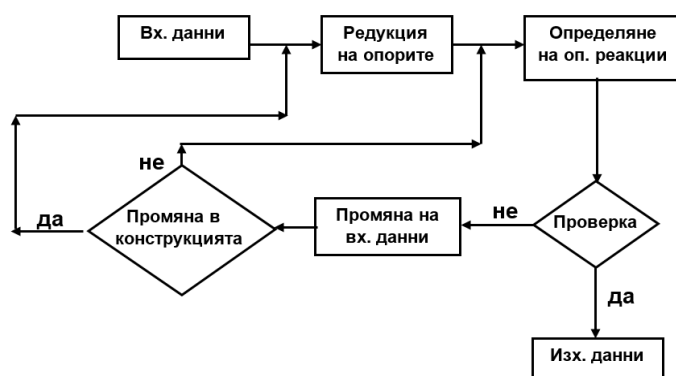 Вх. данни
Редукция
на опорите
Определяне
на оп. реакции
не
да
Промяна в
конструкцията
Промяна на
вх. данни
не
Проверка
да
Изх. данни